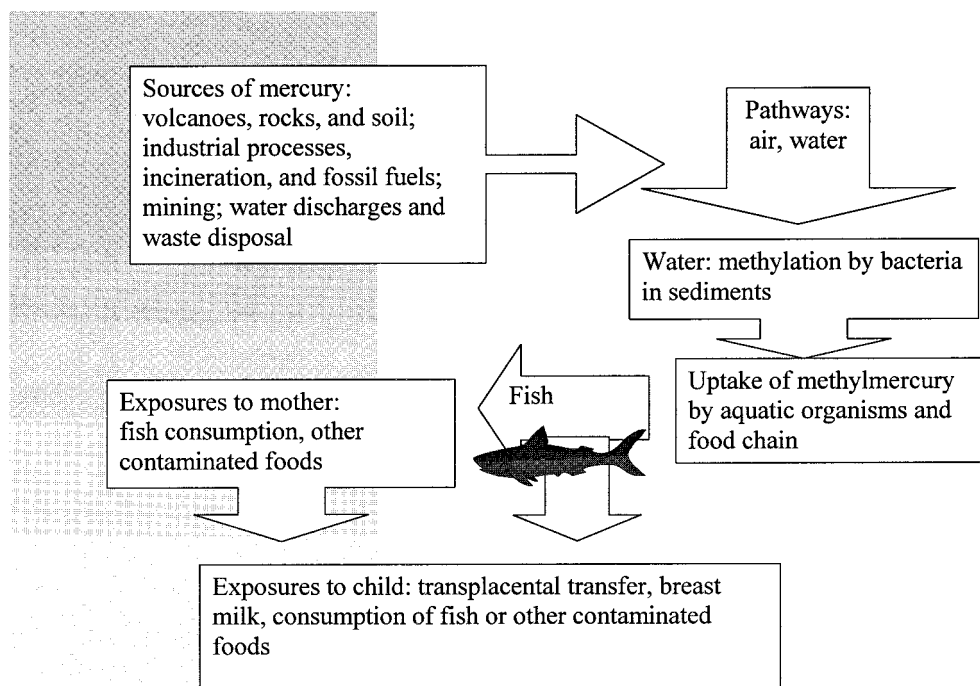 Sources of mercury:
volcanoes, rocks, and soil;
industrial processes,
incineration, and fossil fuels;
mining; water discharges and
waste disposal
Pathways:
air, water
Water: methylation by bacteria
in sediments
Uptake of methylmercury
by aquatic organisms and
food chain
Fish
Exposures to mother:
fish consumption, other
contaminated foods
Exposures to child: transplacental transfer, breast
milk, consumption of fish or other contaminated
foods